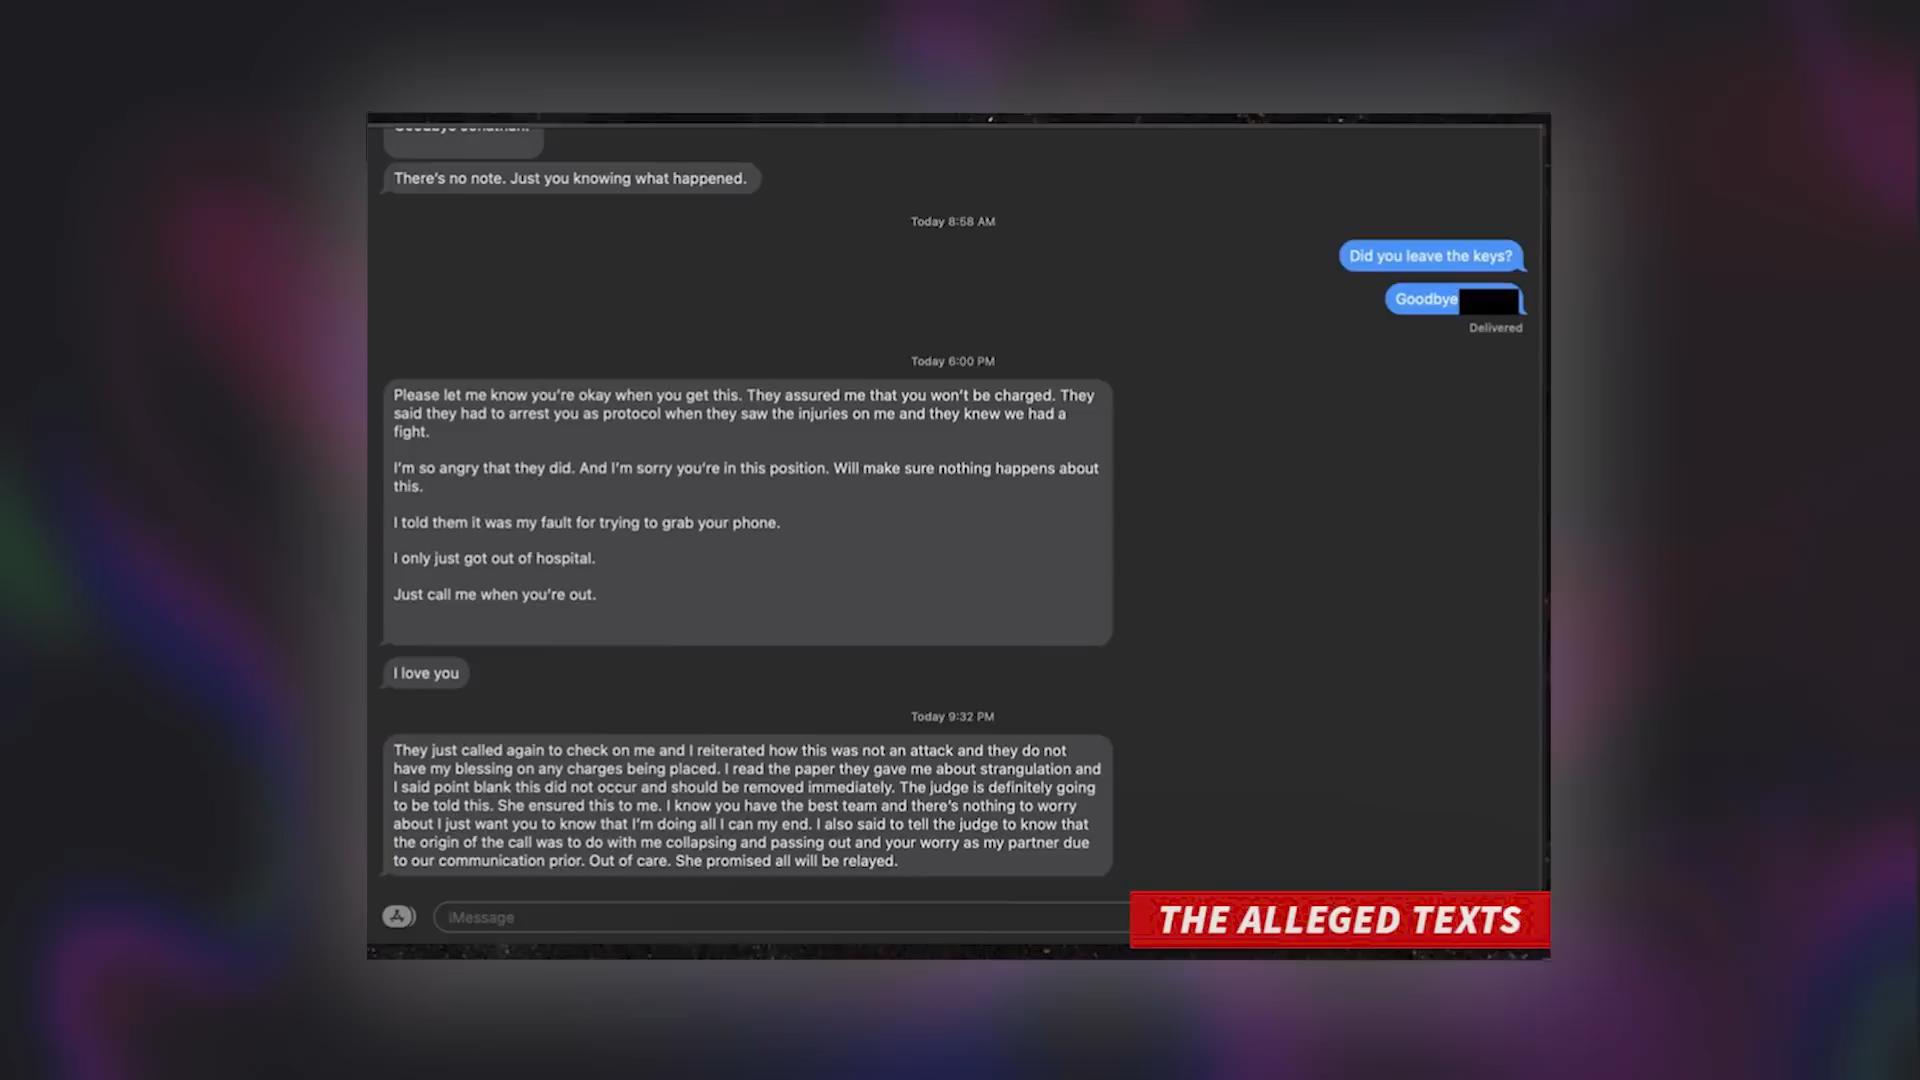 Goodbye Jonathan.
There's no note. Just you knowing what happened.
Today 8:58 AM
Did you leave the keys?
Goodbye
Delivered
Today 6:00 PM
Please let me know you're okay when you get this. They assured me that you won't be charged. They
said they had to arrest you as protocol when they saw the injuries on me and they knew we had a
fight.
I'm so angry that they did. And I'm sorry you're in this position. Will make sure nothing happens about
this.
I told them it was my fault for trying to grab your phone.
I only just got out of hospital.
Just call me when you're out.
I love you
Today 9:32 PM
They just called again to check on me and I reiterated how this was not an attack and they do not
have my blessing on any charges being placed. I read the paper they gave me about strangulation and
I said point blank this did not occur and should be removed immediately. The judge is definitely going
to be told this. She ensured this to me. I know you have the best team and there's nothing to worry
about I just want you to know that I'm doing all I can my end. I also said to tell the judge to know that
the origin of the call was to do with me collapsing and passing out and your worry as my partner due
to our communication prior. Out of care. She promised all will be relayed.
iMessage
THE ALLEGED TEXTS